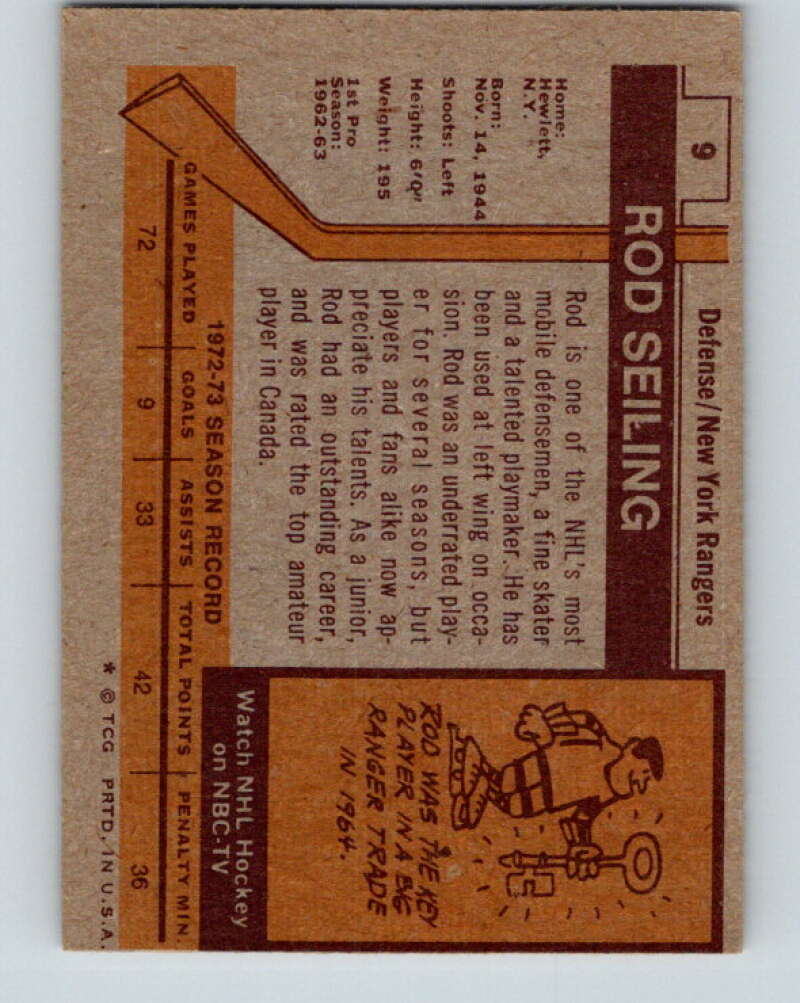 9
Defense/New York Rangers
ROD SEILING
Home:
Hewlett,
N.Y.
Born:
Nov. 14, 1944
Shoots: Left
Height: 6'0"
Weight: 195
1st Pro
Season:
1962-63
Rod is one of the NHL's most
mobile defensemen, a fine skater
and a talented playmaker. He has
been used at left wing on occa-
sion. Rod was an underrated play-
er for several seasons, but
players and fans alike now ap-
preciate his talents. As a junior,
Rod had an outstanding career,
and was rated the top amateur
player in Canada.
ROD WAS THE KEY
PLAYER IN A BIG
RANGER TRADE
IN 1964.
Watch NHL Hockey
on NBC-TV
1972-73 SEASON RECORD
GAMES PLAYED GOALS ASSISTS TOTAL POINTS PENALTY MIN.
72 9 33 42 36
* © TCG PRTD. IN U.S.A.